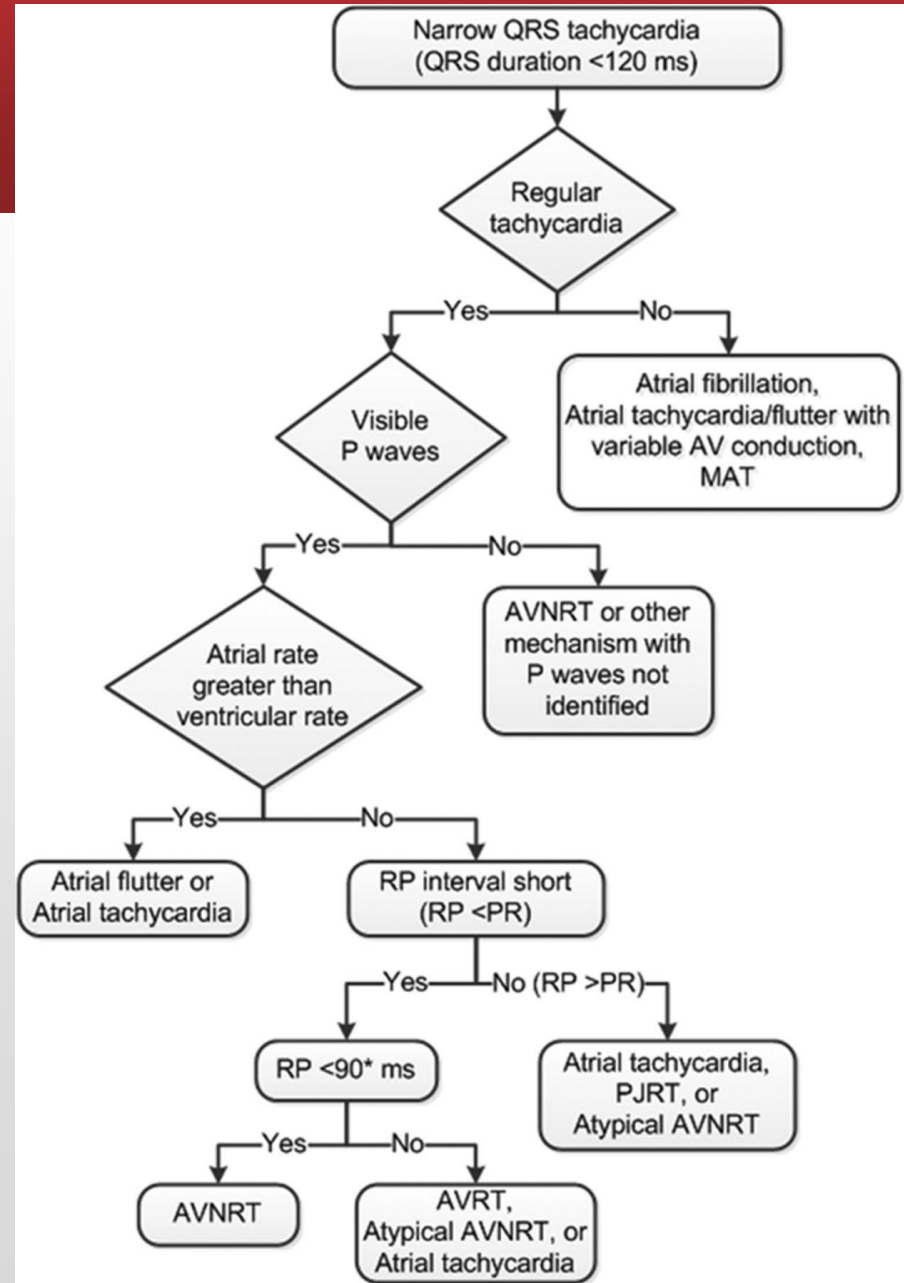 Narrow QRS tachycardia
(QRS duration <120 ms)
Regular
tachycardia
Yes
No
Visible
P waves
Atrial fibrillation,
Atrial tachycardia/flutter with
variable AV conduction,
MAT
Yes
No
Atrial rate
greater than
ventricular rate
AVNRT or other
mechanism with
P waves not
identified
Yes
No
Atrial flutter or
Atrial tachycardia
RP interval short
(RP <PR)
Yes
No (RP >PR)
RP <90* ms
Atrial tachycardia,
PJRT, or
Atypical AVNRT
Yes
No
AVNRT
AVRT,
Atypical AVNRT, or
Atrial tachycardia